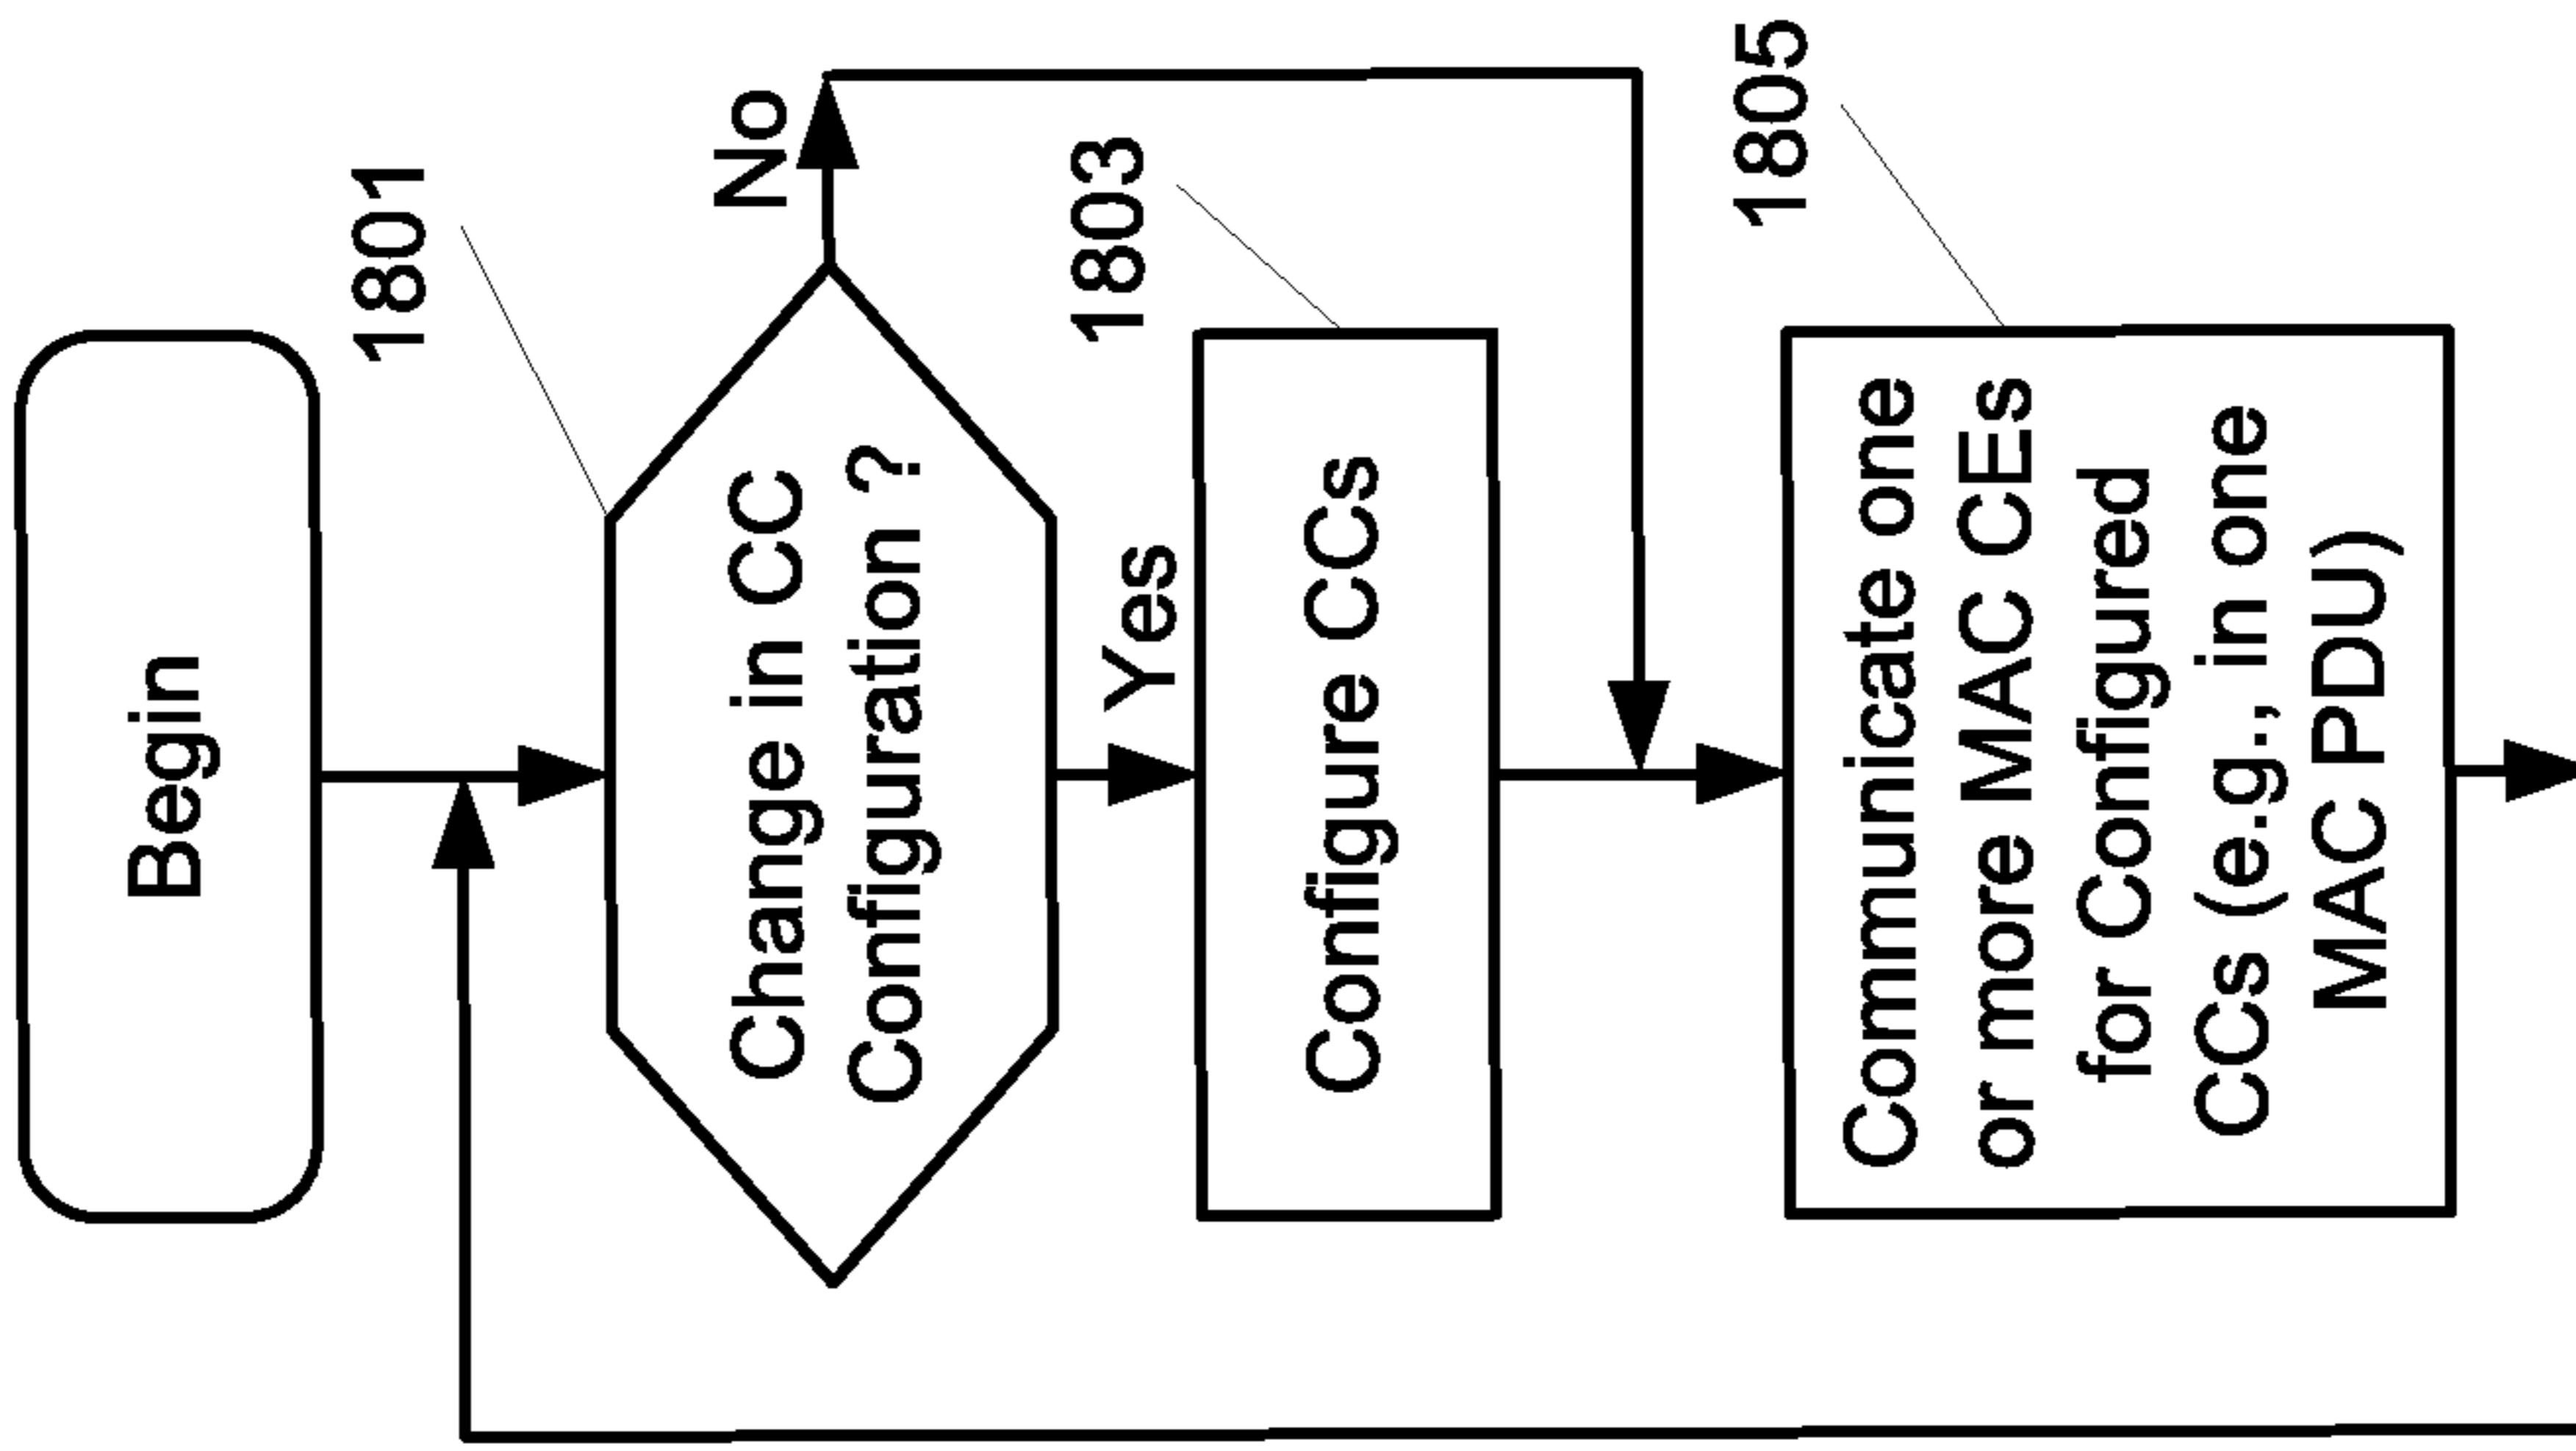 Begin
1801
Change in CC
Configuration ?
No
Yes
1803
Configure CCs
1805
Communicate one
or more MAC CEs
for Configured
CCs (e.g., in one
MAC PDU)